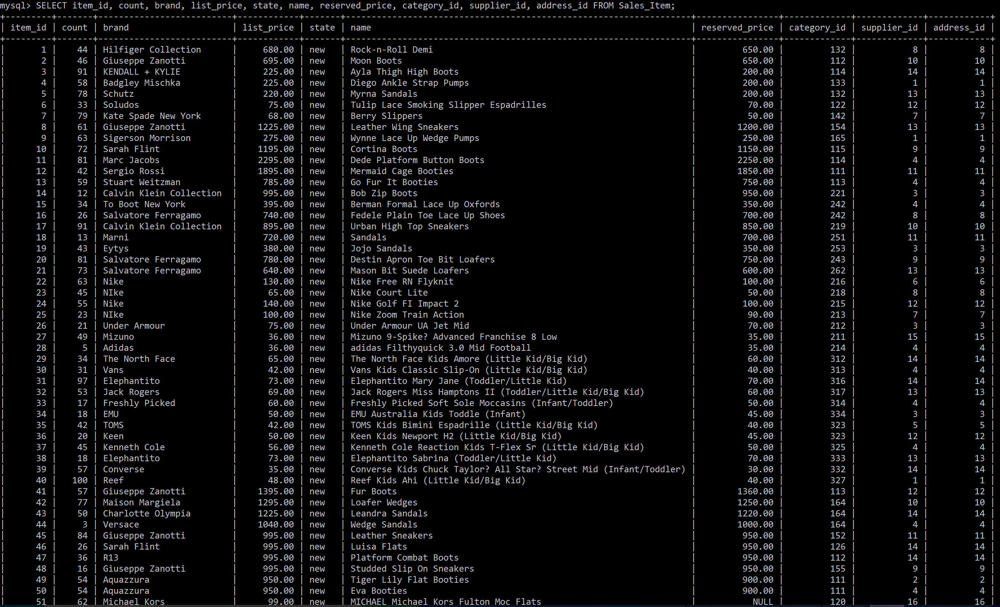 mysql> SELECT item_id, count, brand, list_price, state, name, reserved_price, category_id, supplier_id, address_id FROM Sales_Item;
| item_id | count | brand | list_price | state | name | reserved_price | category_id | supplier_id | address_id |
| 1 | 44 | Hilfiger Collection | 680.00 | new | Rock-n-Roll Demi | 650.00 | 132 | 8 | 8 |
| 2 | 46 | Giuseppe Zanotti | 695.00 | new | Moon Boots | 650.00 | 112 | 10 | 10 |
| 3 | 91 | KENDALL + KYLIE | 225.00 | new | Ayla Thigh High Boots | 200.00 | 114 | 14 | 14 |
| 4 | 58 | Badgley Mischka | 225.00 | new | Diego Ankle Strap Pumps | 200.00 | 133 | 1 | 1 |
| 5 | 78 | Schutz | 220.00 | new | Myrna Sandals | 200.00 | 132 | 13 | 13 |
| 6 | 33 | Soludos | 75.00 | new | Tulip Lace Smoking Slipper Espadrilles | 70.00 | 122 | 12 | 12 |
| 7 | 79 | Kate Spade New York | 68.00 | new | Berry Slippers | 50.00 | 142 | 7 | 7 |
| 8 | 61 | Giuseppe Zanotti | 1225.00 | new | Leather Wing Sneakers | 1200.00 | 154 | 13 | 13 |
| 9 | 63 | Sigerson Morrison | 275.00 | new | Wynne Lace Up Wedge Pumps | 250.00 | 165 | 1 | 1 |
| 10 | 72 | Sarah Flint | 1195.00 | new | Cortina Boots | 1150.00 | 115 | 9 | 9 |
| 11 | 81 | Marc Jacobs | 2295.00 | new | Dede Platform Button Boots | 2250.00 | 114 | 4 | 4 |
| 12 | 42 | Sergio Rossi | 1895.00 | new | Mermaid Cage Booties | 1850.00 | 111 | 11 | 11 |
| 13 | 59 | Stuart Weitzman | 785.00 | new | Go Fur It Booties | 750.00 | 113 | 4 | 4 |
| 14 | 12 | Calvin Klein Collection | 995.00 | new | Bob Zip Boots | 950.00 | 221 | 3 | 3 |
| 15 | 34 | To Boot New York | 395.00 | new | Berman Formal Lace Up Oxfords | 350.00 | 242 | 4 | 4 |
| 16 | 26 | Salvatore Ferragamo | 740.00 | new | Fedele Plain Toe Lace Up Shoes | 700.00 | 242 | 8 | 8 |
| 17 | 91 | Calvin Klein Collection | 895.00 | new | Urban High Top Sneakers | 850.00 | 219 | 10 | 10 |
| 18 | 13 | Marni | 720.00 | new | Sandals | 700.00 | 251 | 11 | 11 |
| 19 | 43 | Eytys | 380.00 | new | Jojo Sandals | 350.00 | 253 | 3 | 3 |
| 20 | 81 | Salvatore Ferragamo | 780.00 | new | Destin Apron Toe Bit Loafers | 750.00 | 243 | 9 | 9 |
| 21 | 73 | Salvatore Ferragamo | 640.00 | new | Mason Bit Suede Loafers | 600.00 | 262 | 13 | 13 |
| 22 | 63 | Nike | 130.00 | new | Nike Free RN Flyknit | 100.00 | 216 | 6 | 6 |
| 23 | 45 | NIke | 65.00 | new | Nike Court Lite | 50.00 | 218 | 8 | 8 |
| 24 | 55 | Nike | 140.00 | new | Nike Golf FI Impact 2 | 100.00 | 215 | 12 | 12 |
| 25 | 23 | NIke | 100.00 | new | Nike Zoom Train Action | 90.00 | 213 | 7 | 7 |
| 26 | 21 | Under Armour | 75.00 | new | Under Armour UA Jet Mid | 70.00 | 212 | 3 | 3 |
| 27 | 49 | Mizuno | 36.00 | new | Mizuno 9-Spike? Advanced Franchise 8 Low | 35.00 | 211 | 15 | 15 |
| 28 | 5 | Adidas | 36.00 | new | adidas Filthyquick 3.0 Mid Football | 35.00 | 214 | 4 | 4 |
| 29 | 34 | The North Face | 65.00 | new | The North Face Kids Amore (Little Kid/Big Kid) | 60.00 | 312 | 14 | 14 |
| 30 | 31 | Vans | 42.00 | new | Vans Kids Classic Slip-On (Little Kid/Big Kid) | 40.00 | 313 | 4 | 4 |
| 31 | 97 | Elephantito | 73.00 | new | Elephantito Mary Jane (Toddler/Little Kid) | 70.00 | 316 | 14 | 14 |
| 32 | 53 | Jack Rogers | 69.00 | new | Jack Rogers Miss Hamptons II (Toddler/Little Kid/Big Kid) | 60.00 | 317 | 13 | 13 |
| 33 | 17 | Freshly Picked | 60.00 | new | Freshly Picked Soft Sole Moccasins (Infant/Toddler) | 50.00 | 314 | 4 | 4 |
| 34 | 18 | EMU | 50.00 | new | EMU Australia Kids Toddle (Infant) | 45.00 | 334 | 3 | 3 |
| 35 | 42 | TOMS | 42.00 | new | TOMS Kids Bimini Espadrille (Little Kid/Big Kid) | 40.00 | 323 | 5 | 5 |
| 36 | 20 | Keen | 50.00 | new | Keen Kids Newport H2 (Little Kid/Big Kid) | 45.00 | 323 | 12 | 12 |
| 37 | 45 | Kenneth Cole | 56.00 | new | Kenneth Cole Reaction Kids T-Flex Sr (Little Kid/Big Kid) | 50.00 | 325 | 4 | 4 |
| 38 | 18 | Elephantito | 73.00 | new | Elephantito Sabrina (Toddler/Little Kid) | 70.00 | 333 | 13 | 13 |
| 39 | 57 | Converse | 35.00 | new | Converse Kids Chuck Taylor? All Star? Street Mid (Infant/Toddler) | 30.00 | 332 | 14 | 14 |
| 40 | 100 | Reef | 48.00 | new | Reef Kids Ahi (Little Kid/Big Kid) | 40.00 | 327 | 1 | 1 |
| 41 | 57 | Giuseppe Zanotti | 1395.00 | new | Fur Boots | 1360.00 | 113 | 12 | 12 |
| 42 | 77 | Maison Margiela | 1295.00 | new | Loafer Wedges | 1250.00 | 164 | 10 | 10 |
| 43 | 50 | Charlotte Olympia | 1225.00 | new | Leandra Sandals | 1220.00 | 164 | 14 | 14 |
| 44 | 3 | Versace | 1040.00 | new | Wedge Sandals | 1000.00 | 164 | 4 | 4 |
| 45 | 84 | Giuseppe Zanotti | 995.00 | new | Leather Sneakers | 950.00 | 152 | 11 | 11 |
| 46 | 26 | Sarah Flint | 995.00 | new | Luisa Flats | 950.00 | 126 | 14 | 14 |
| 47 | 36 | R13 | 995.00 | new | Platform Combat Boots | 950.00 | 112 | 14 | 14 |
| 48 | 16 | Giuseppe Zanotti | 995.00 | new | Studded Slip On Sneakers | 950.00 | 155 | 9 | 9 |
| 49 | 54 | Aquazzura | 950.00 | new | Tiger Lily Flat Booties | 900.00 | 111 | 2 | 2 |
| 50 | 54 | Aquazzura | 950.00 | new | Eva Booties | 900.00 | 111 | 4 | 4 |
| 51 | 62 | Michael Kors | 99.00 | new | MICHAEL Michael Kors Fulton Moc Flats | NULL | 120 | 16 | 16 |